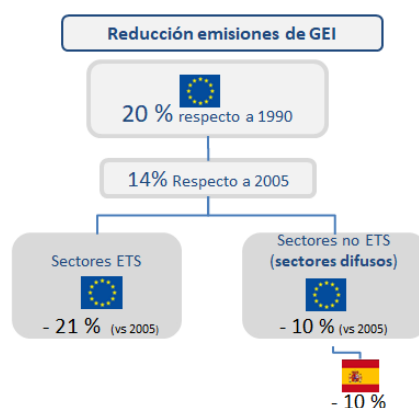 Reducción emisiones de GEI
20 % respecto a 1990
14% Respecto a 2005
Sectores ETS
- 21 % (vs 2005)
Sectores no ETS
(sectores difusos)
- 10 % (vs 2005)
- 10 %